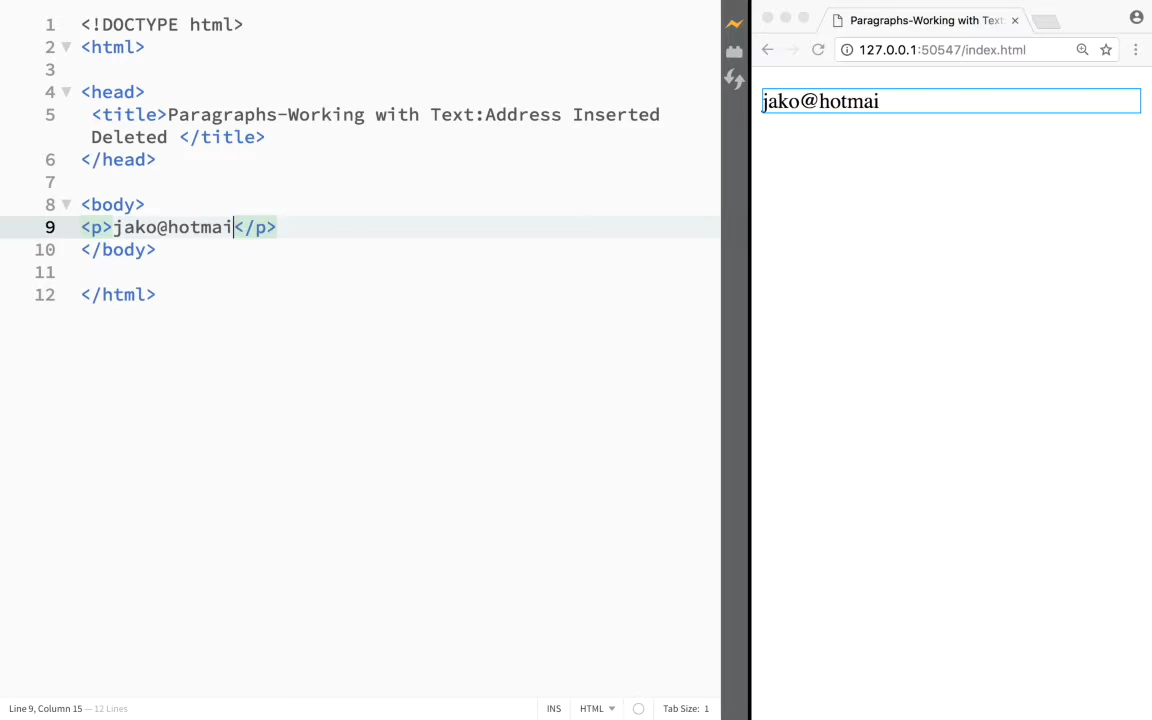 1 <!DOCTYPE html>
2 <html>
3
4 <head>
5 <title>Paragraphs-Working with Text:Address Inserted
Deleted </title>
6 </head>
7
8 <body>
9 <p>jako@hotmai</p>
10 </body>
11
12 </html>
Line 9, Column 15 — 12 Lines
INS HTML Tab Size: 1
Paragraphs-Working with Text:
127.0.0.1:50547/index.html
jako@hotmai